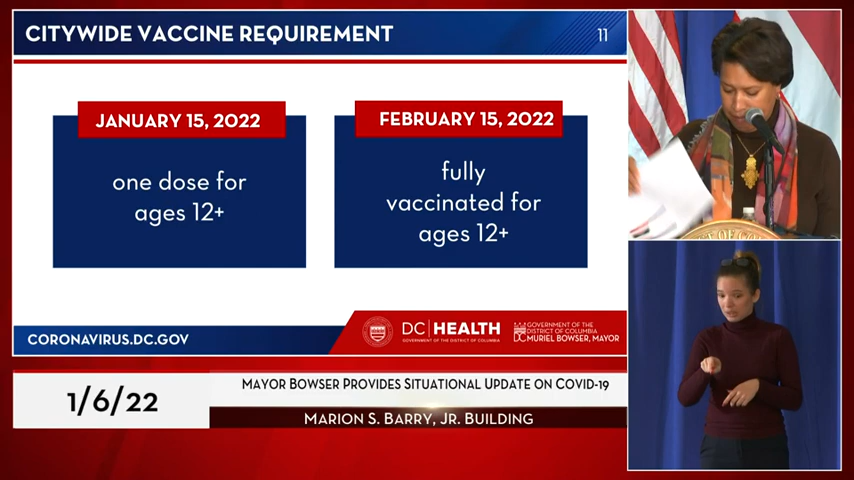 CITYWIDE VACCINE REQUIREMENT
11
JANUARY 15, 2022
one dose for
ages 12+
FEBRUARY 15, 2022
fully
vaccinated for
ages 12+
CORONAVIRUS.DC.GOV
DC | HEALTH
GOVERNMENT OF THE DISTRICT OF COLUMBIA
GOVERNMENT OF THE
DISTRICT OF COLUMBIA
DC MURIEL BOWSER, MAYOR
1/6/22
MAYOR BOWSER PROVIDES SITUATIONAL UPDATE ON COVID-19
MARION S. BARRY, JR. BUILDING